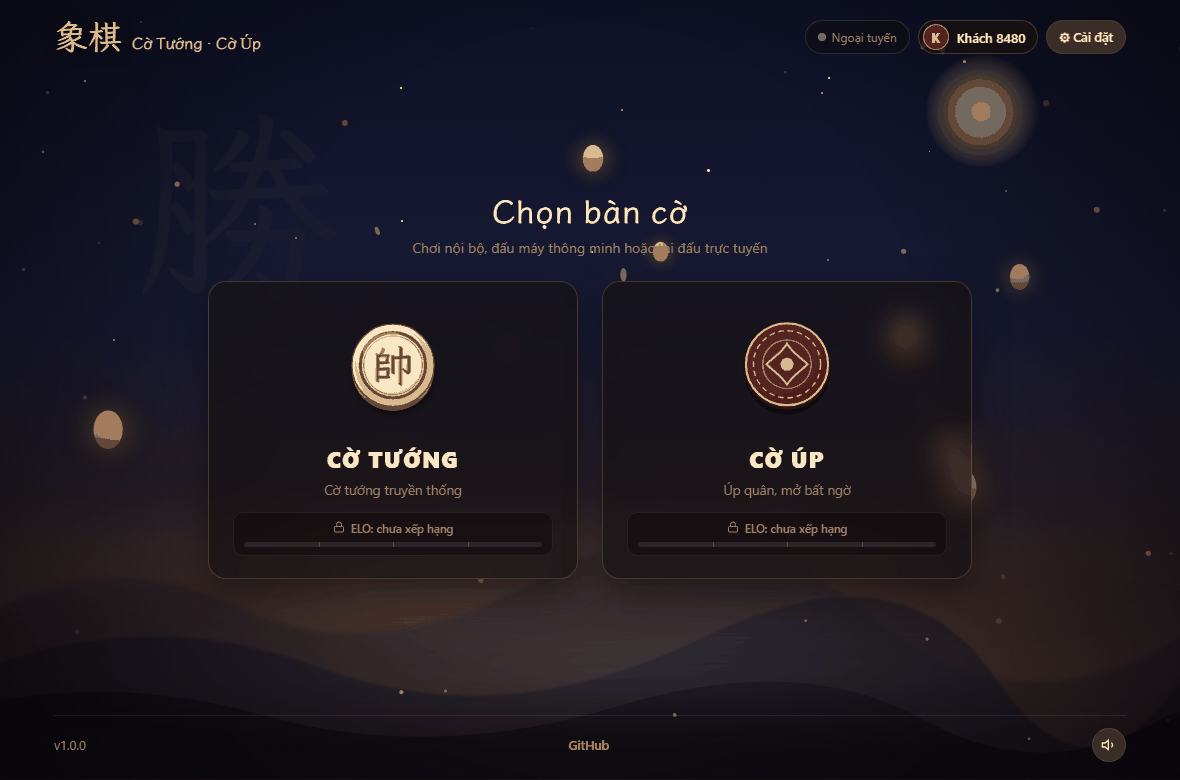 象棋 Cờ Tướng · Cờ Úp
Ngoại tuyến
K Khách 8480
Cài đặt
勝
Chọn bàn cờ
Chơi nội bộ, đấu máy thông minh hoặc thi đấu trực tuyến
帥
CỜ TƯỚNG
Cờ tướng truyền thống
ELO: chưa xếp hạng
CỜ ÚP
Úp quân, mở bất ngờ
ELO: chưa xếp hạng
v1.0.0
GitHub